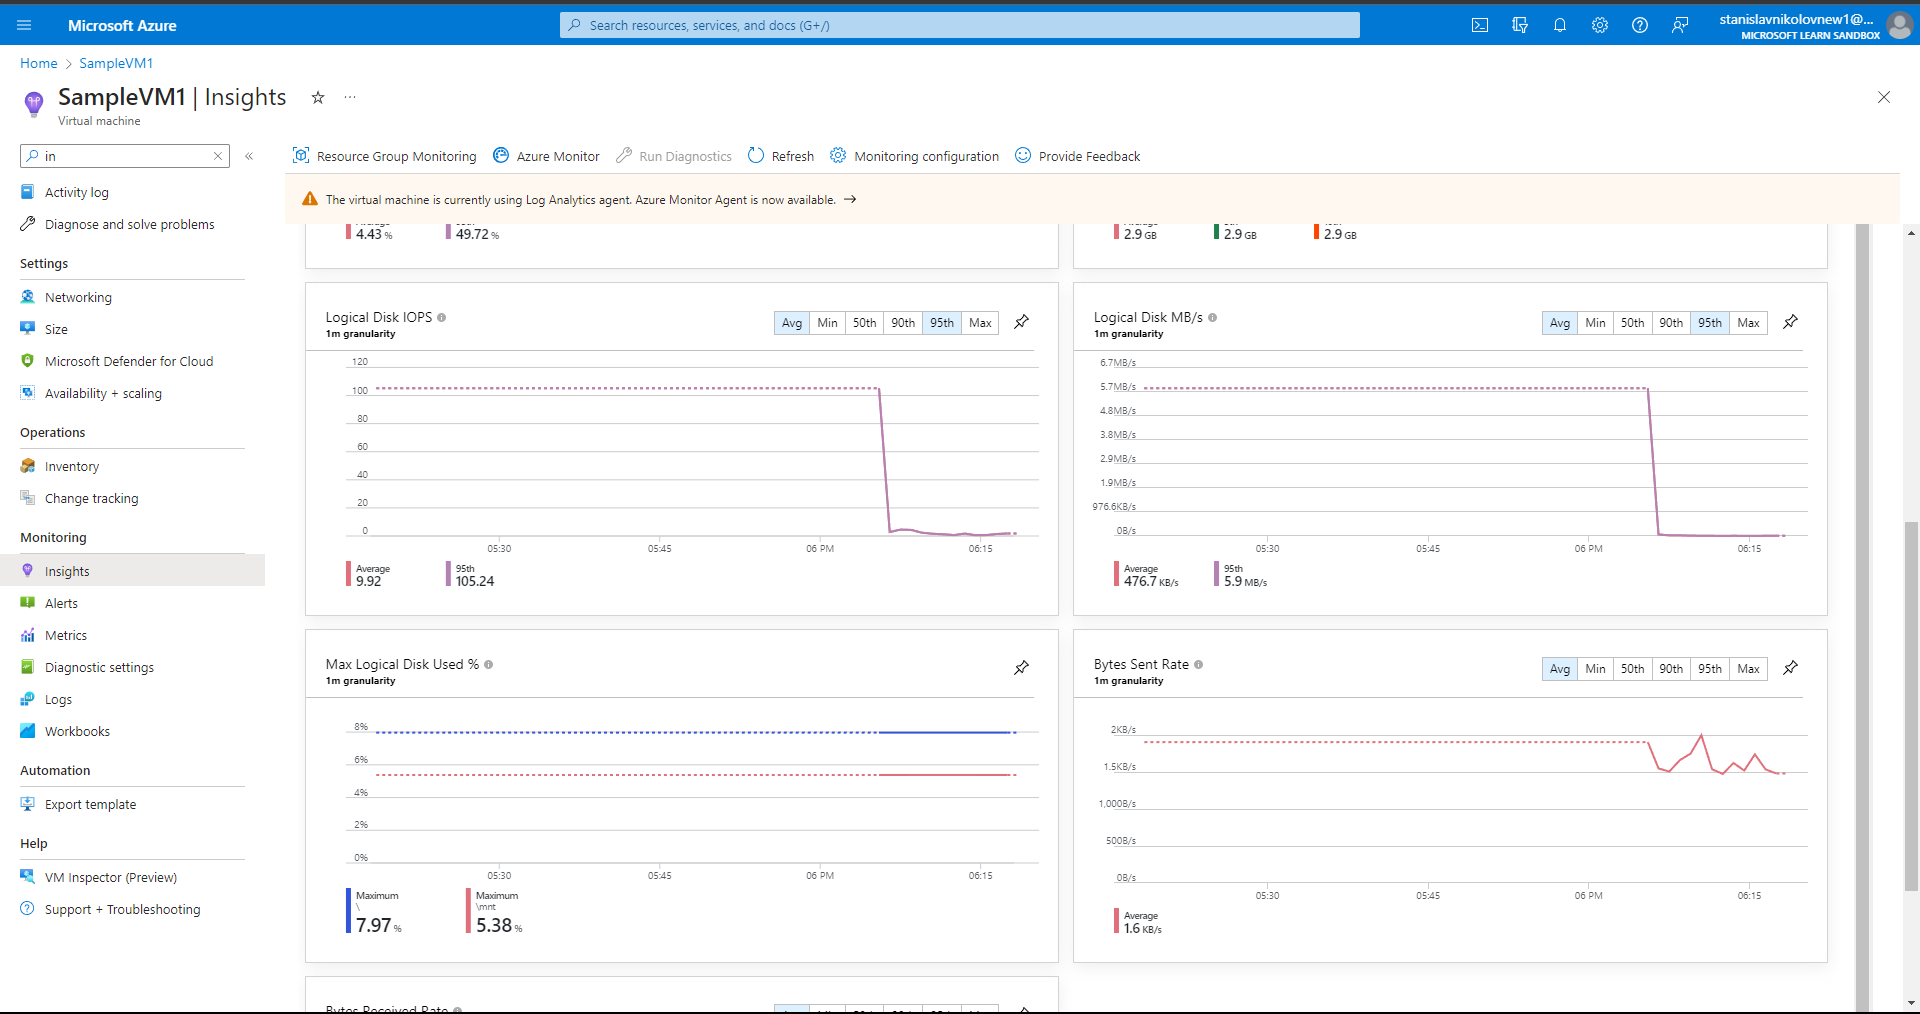 Microsoft Azure
Search resources, services, and docs (G+/)
stanislavnikolovnew1@...
MICROSOFT LEARN SANDBOX
Home > SampleVM1
SampleVM1 | Insights
Virtual machine
in
Resource Group Monitoring
Azure Monitor
Run Diagnostics
Refresh
Monitoring configuration
Provide Feedback
The virtual machine is currently using Log Analytics agent. Azure Monitor Agent is now available.
Activity log
Diagnose and solve problems
Settings
Networking
Size
Microsoft Defender for Cloud
Availability + scaling
Operations
Inventory
Change tracking
Monitoring
Insights
Alerts
Metrics
Diagnostic settings
Logs
Workbooks
Automation
Export template
Help
VM Inspector (Preview)
Support + Troubleshooting
4.43 %
49.72 %
2.9 GB
2.9 GB
2.9 GB
Logical Disk IOPS
1m granularity
Avg Min 50th 90th 95th Max
120
100
80
60
40
20
0
05:30 05:45 06 PM 06:15
Average
9.92
95th
105.24
Logical Disk MB/s
1m granularity
Avg Min 50th 90th 95th Max
6.7MB/s
5.7MB/s
4.8MB/s
3.8MB/s
2.9MB/s
1.9MB/s
976.6KB/s
0B/s
05:30 05:45 06 PM 06:15
Average
476.7 KB/s
95th
5.9 MB/s
Max Logical Disk Used %
1m granularity
8%
6%
4%
2%
0%
05:30 05:45 06 PM 06:15
Maximum
\
7.97 %
Maximum
\mnt
5.38 %
Bytes Sent Rate
1m granularity
Avg Min 50th 90th 95th Max
2KB/s
1.5KB/s
1,000B/s
500B/s
0B/s
05:30 05:45 06 PM 06:15
Average
1.6 KB/s
Bytes Received Rate